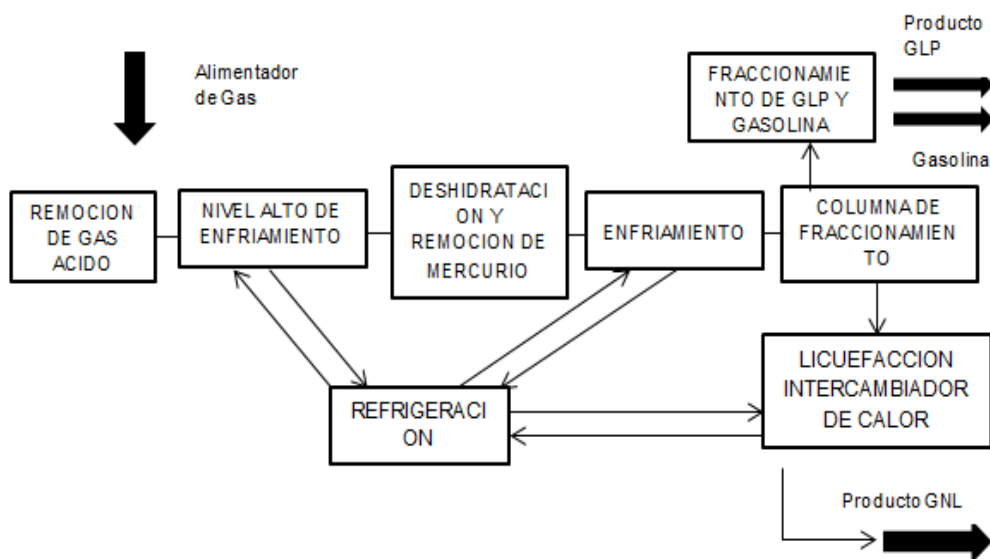 Producto
GLP
Alimentador
de Gas
FRACCIONAMIE
NTO DE GLP Y
GASOLINA
Gasolina
REMOCION
DE GAS
ACIDO
NIVEL ALTO DE
ENFRIAMIENTO
DESHIDRATACI
ON Y
REMOCION DE
MERCURIO
ENFRIAMIENTO
COLUMNA DE
FRACCIONAMIEN
TO
REFRIGERACI
ON
LICUEFACCION
INTERCAMBIADOR
DE CALOR
Producto GNL